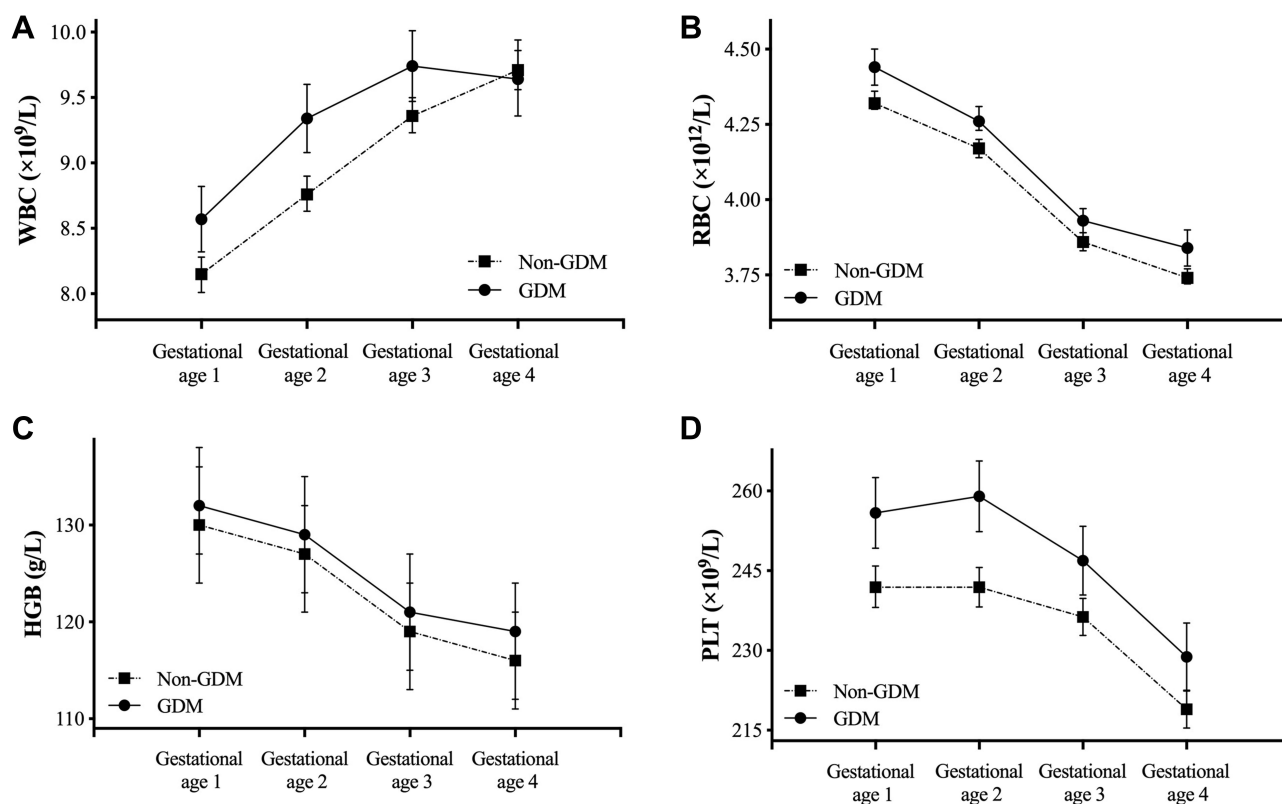 A
WBC (×10⁹/L)
10.0
9.5
9.0
8.5
8.0
Non-GDM
GDM
Gestational
age 1
Gestational
age 2
Gestational
age 3
Gestational
age 4
B
RBC (×10¹²/L)
4.50
4.25
4.00
3.75
Non-GDM
GDM
Gestational
age 1
Gestational
age 2
Gestational
age 3
Gestational
age 4
C
HGB (g/L)
130
120
110
Non-GDM
GDM
Gestational
age 1
Gestational
age 2
Gestational
age 3
Gestational
age 4
D
PLT (×10⁹/L)
260
245
230
215
Non-GDM
GDM
Gestational
age 1
Gestational
age 2
Gestational
age 3
Gestational
age 4